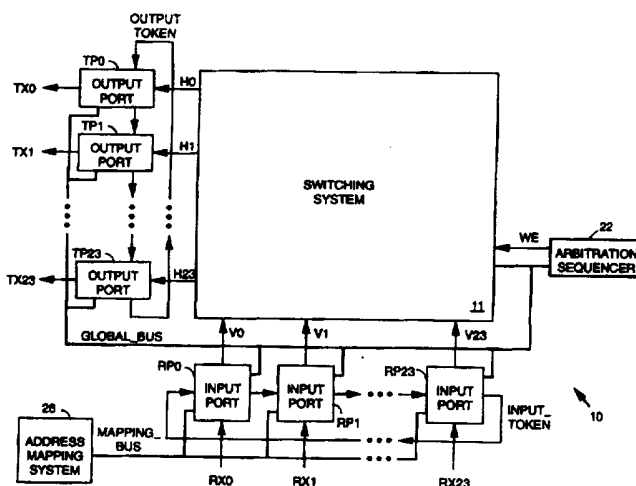 OUTPUT
TOKEN
TP0
TX0
OUTPUT
PORT
H0
TP1
TX1
OUTPUT
PORT
H1
SWITCHING
SYSTEM
WE
22
ARBITRATION
SEQUENCER
TP23
TX23
OUTPUT
PORT
H23
11
GLOBAL_BUS
V0
V1
V23
RP0
INPUT
PORT
INPUT
PORT
RP1
RP23
INPUT
PORT
INPUT_
TOKEN
10
26
ADDRESS
MAPPING
SYSTEM
MAPPING_
BUS
RX0
RX1
RX23